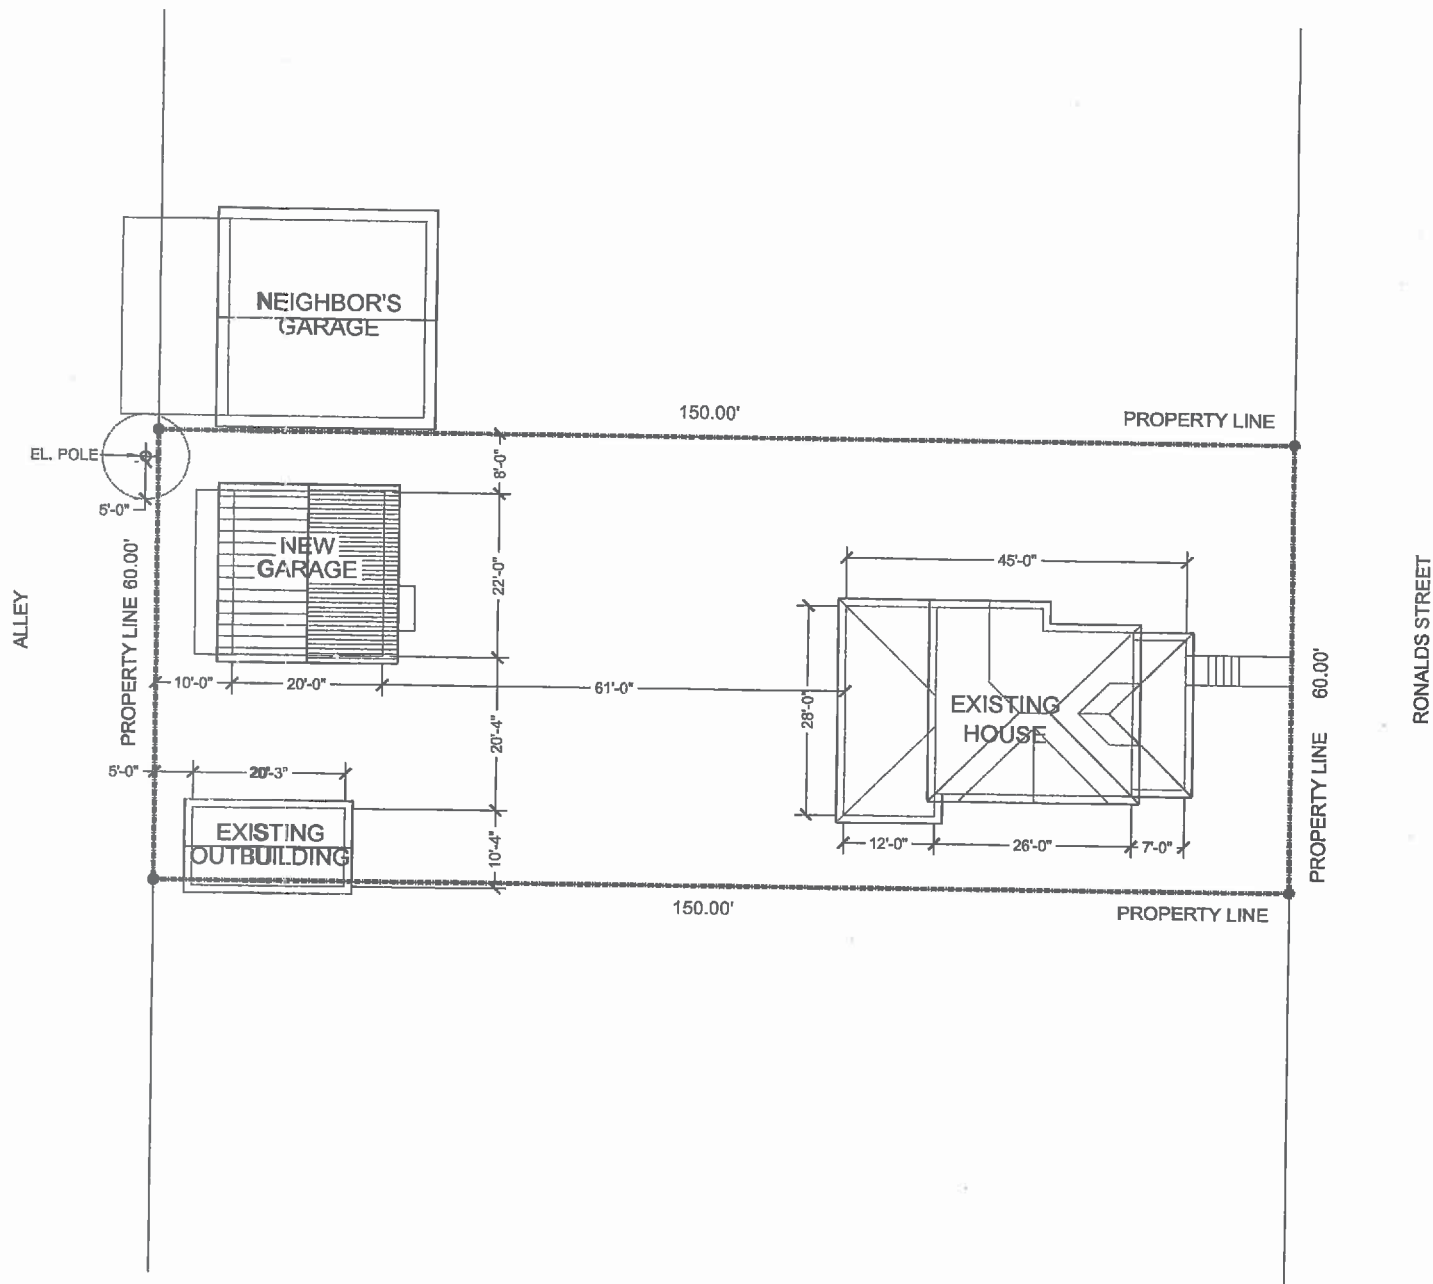 NEIGHBOR'S
GARAGE
150.00'
PROPERTY LINE
EL. POLE
5'-0"
8'-0"
NEW
GARAGE
22'-0"
45'-0"
ALLEY
PROPERTY LINE 60.00'
10'-0"
20'-0"
61'-0"
28'-0"
EXISTING
HOUSE
RONALDS STREET
PROPERTY LINE 60.00'
20'-4"
5'-0"
20'-3"
EXISTING
OUTBUILDING
10'-4"
12'-0"
26'-0"
7'-0"
150.00'
PROPERTY LINE